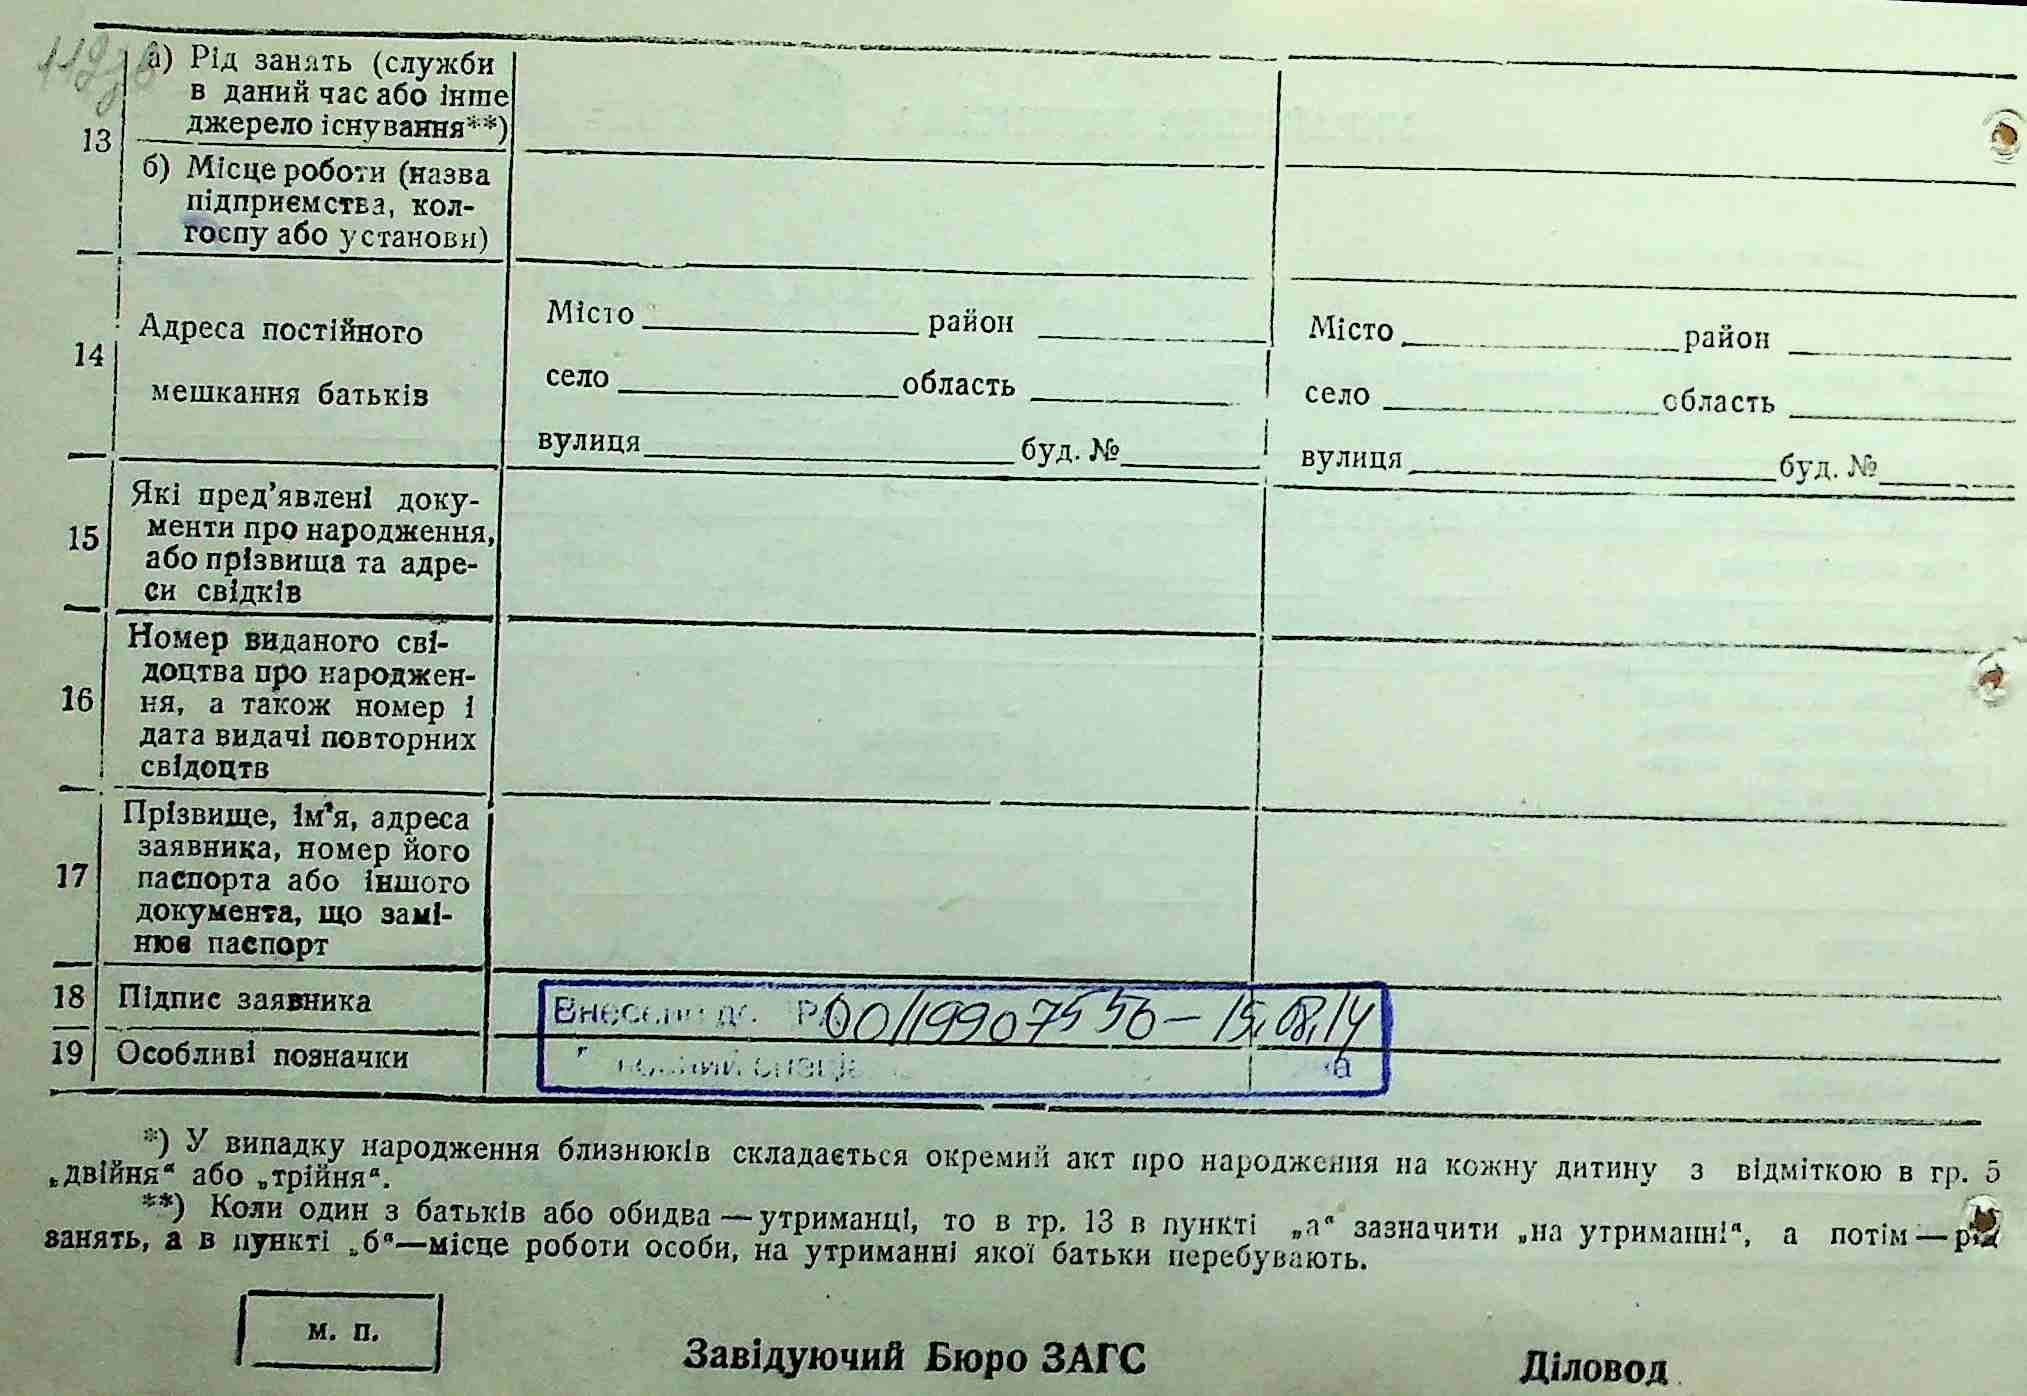 13
а) Рід занять (служби
в даний час або інше
джерело існування**)
б) Місце роботи (назва
підприємства, кол-
госпу або установи)
14
Адреса постійного
мешкання батьків
Місто район
село область
вулиця буд. №
Місто район
село область
вулиця буд. №
15
Які пред’явлені доку-
менти про народження,
або прізвища та адре-
си свідків
16
Номер виданого сві-
доцтва про народжен-
ня, а також номер і
дата видачі повторних
свідоцтв
17
Прізвище, ім’я, адреса
заявника, номер його
паспорта або іншого
документа, що замі-
нює паспорт
18 Підпис заявника
Внесено до 00119907556 – 15.08.14
19 Особливі позначки
*) У випадку народження близнюків складається окремий акт про народження на кожну дитину з відміткою в гр. 5
„двійня“ або „трійня“.
**) Коли один з батьків або обидва — утриманці, то в гр. 13 в пункті „а“ зазначити „на утриманні“, а потім — рід
занять, а в пункті „б“—місце роботи особи, на утриманні якої батьки перебувають.
м. п.
Завідуючий Бюро ЗАГС
Діловод